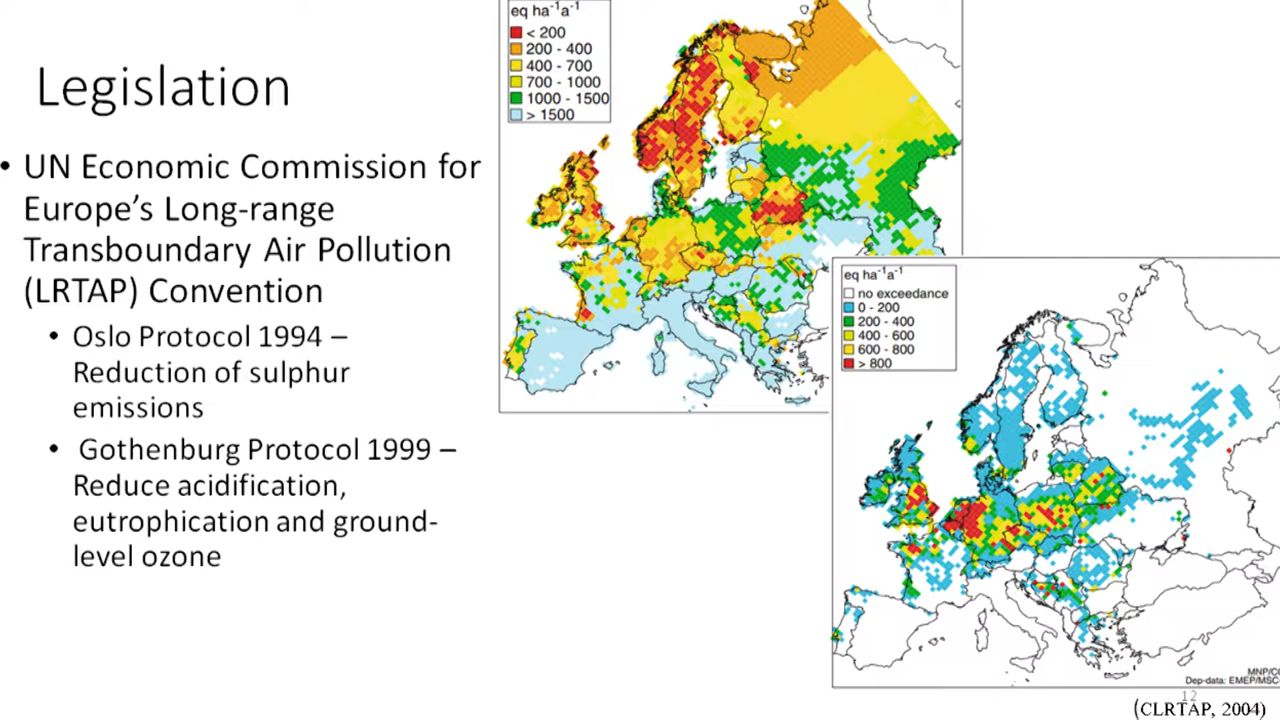 Legislation
• UN Economic Commission for
Europe’s Long-range
Transboundary Air Pollution
(LRTAP) Convention
• Oslo Protocol 1994 –
Reduction of sulphur
emissions
• Gothenburg Protocol 1999 –
Reduce acidification,
eutrophication and ground-
level ozone
eq ha⁻¹a⁻¹
< 200
200 - 400
400 - 700
700 - 1000
1000 - 1500
> 1500
eq ha⁻¹a⁻¹
no exceedance
0 - 200
200 - 400
400 - 600
600 - 800
> 800
MNP/CC
Dep-data: EMEP/MSC
12
(CLRTAP, 2004)